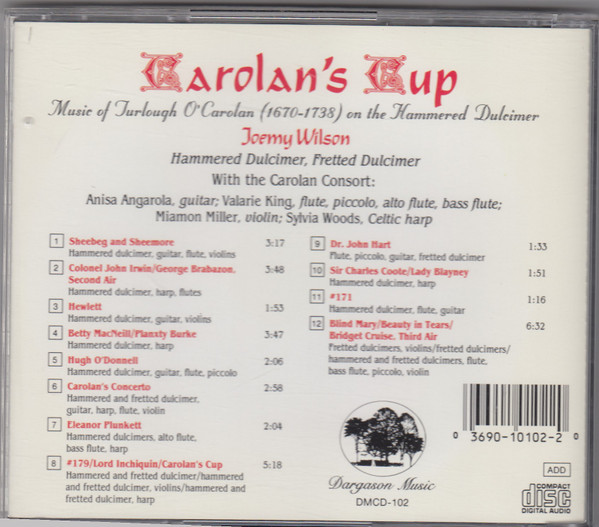 Carolan's Cup
Music of Turlough O'Carolan (1670-1738) on the Hammered Dulcimer
Joemy Wilson
Hammered Dulcimer, Fretted Dulcimer
With the Carolan Consort:
Anisa Angarola, guitar; Valarie King, flute, piccolo, alto flute, bass flute;
Miamon Miller, violin; Sylvia Woods, Celtic harp
1 Sheebeg and Sheemore 3:17
Hammered dulcimer, guitar, flute, violins
2 Colonel John Irwin/George Brabazon, 3:48
Second Air
Hammered dulcimer, harp, flutes
3 Hewlett 1:53
Hammered dulcimer, guitar, violins
4 Betty MacNeill/Planxty Burke 3:47
Hammered dulcimer, harp
5 Hugh O'Donnell 2:06
Hammered dulcimer, guitar, flute, piccolo
6 Carolan's Concerto 2:58
Hammered and fretted dulcimer,
guitar, harp, flute, violin
7 Eleanor Plunkett 2:04
Hammered dulcimers, alto flute,
bass flute, harp
8 #179/Lord Inchiquin/Carolan's Cup 5:18
Hammered and fretted dulcimer/hammered
and fretted dulcimer, violins/hammered and
fretted dulcimer, harp
9 Dr. John Hart 1:33
Flute, piccolo, guitar, fretted dulcimer
10 Sir Charles Coote/Lady Blayney 1:51
Hammered dulcimer, harp
11 #171 1:16
Hammered dulcimer, flute, guitar
12 Blind Mary/Beauty in Tears/ 6:32
Bridget Cruise, Third Air
Fretted dulcimers, violins/fretted dulcimers/
hammered and fretted dulcimers, flute,
bass flute, piccolo, violin
Dargason Music
DMCD-102
0 3690-10102-2 0
ADD
COMPACT
disc
DIGITAL AUDIO